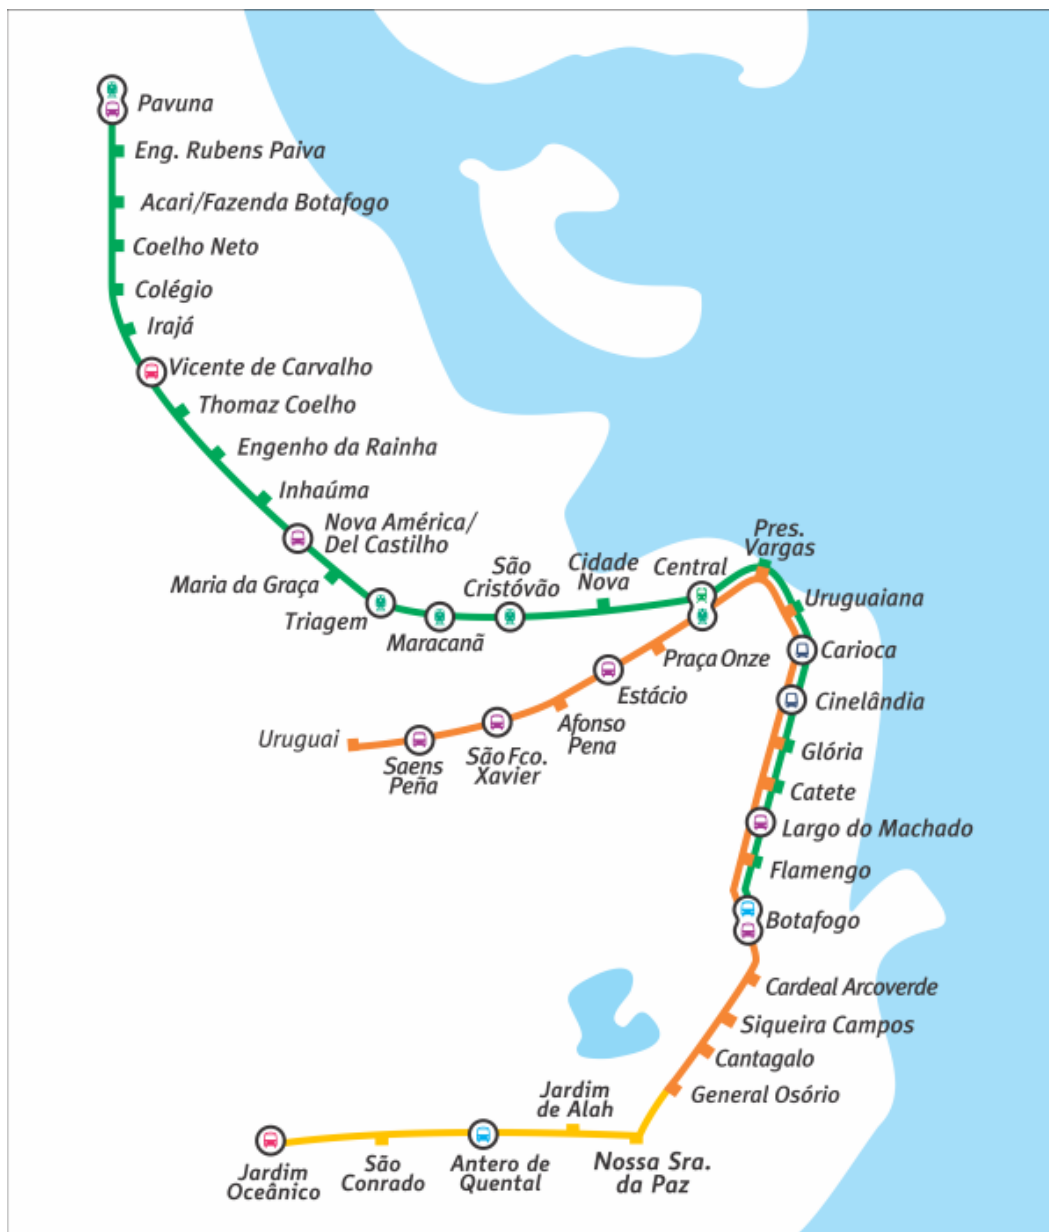 Pavuna
Eng. Rubens Paiva
Acari/Fazenda Botafogo
Coelho Neto
Colégio
Irajá
Vicente de Carvalho
Thomaz Coelho
Engenho da Rainha
Inhaúma
Nova América/
Del Castilho
Maria da Graça
Triagem
Maracanã
São
Cristóvão
Cidade
Nova
Central
Pres.
Vargas
Uruguaiana
Carioca
Cinelândia
Glória
Catete
Largo do Machado
Flamengo
Botafogo
Praça Onze
Estácio
Afonso
Pena
São Fco.
Xavier
Saens
Peña
Uruguai
Cardeal Arcoverde
Siqueira Campos
Cantagalo
General Osório
Nossa Sra.
da Paz
Jardim
de Alah
Antero de
Quental
São
Conrado
Jardim
Oceânico